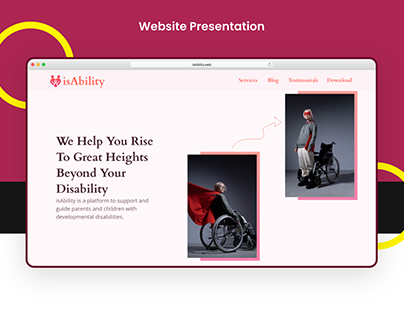 Website Presentation
isAbility.web
isAbility
Services Blog Testimonials Download
We Help You Rise
To Great Heights
Beyond Your
Disability
isAbility is a platform to support and
guide parents and children with
developmental disabilities.